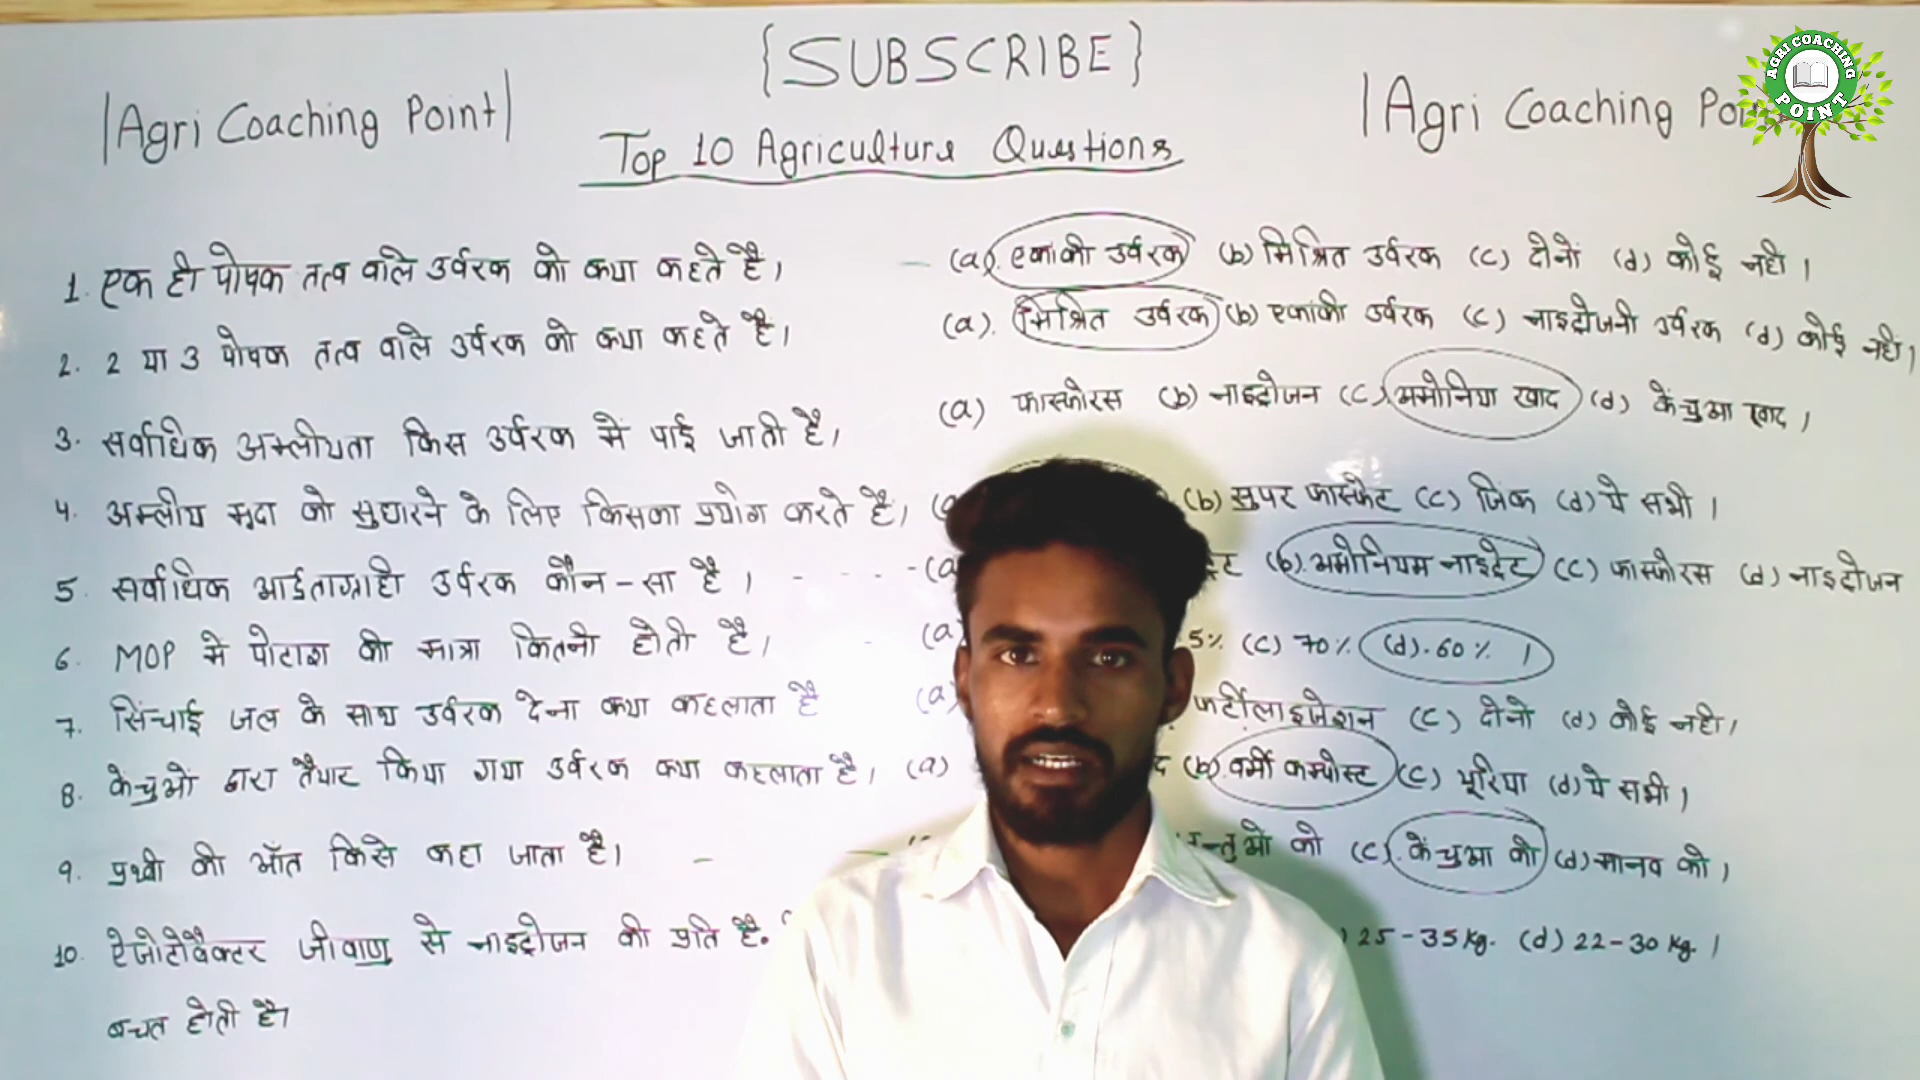 {SUBSCRIBE}
|Agri Coaching Point|
|Agri Coaching Poi
AGRI COACHING POINT
Top 10 Agriculture Questions
1. एक ही पोषक तत्व वाले उर्वरक को क्या कहते है। (a). एकांकी उर्वरक (b) मिश्रित उर्वरक (c) दोनों (d) कोई नही।
2. 2 या 3 पोषक तत्व वाले उर्वरक को क्या कहते हैं। (a). मिश्रित उर्वरक (b) एकांकी उर्वरक (c) नाइट्रोजनी उर्वरक (d) कोई नही।
3. सर्वाधिक अम्लीयता किस उर्वरक में पाई जाती है। (a) फास्फोरस (b) नाइट्रोजन (c). अमोनिया खाद (d) केंचुआ खाद।
4. अम्लीय मृदा को सुधारने के लिए किसका प्रयोग करते है। (b) सुपर फास्फेट (c) जिंक (d) ये सभी।
5. सर्वाधिक आर्द्रताग्राही उर्वरक कौन-सा है। - - - - (a (b). अमोनियम नाइट्रेट (c) फास्फोरस (d) नाइट्रोजन
6. MOP मे पोटाश की मात्रा कितनी होती है। - (a) 5% (c) 70% (d). 60%।
7. सिंचाई जल के साथ उर्वरक देना क्या कहलाता है (a) फर्टीलाइजेशन (c) दोनो (d) कोई नही।
8. केचुओं द्वारा तैयार किया गया उर्वरक क्या कहलाता है। (a) द (b). वर्मी कम्पोस्ट (c) यूरिया (d) ये सभी।
9. पृथ्वी की आँत किसे कहा जाता है। - न्तुओ को (c). केंचुआ को (d) मानव को।
10. ऐजोटोबैक्टर जीवाणु से नाइट्रोजन की प्रति है. ) 25-35 kg. (d) 22-30 kg.।
बचत होती है।